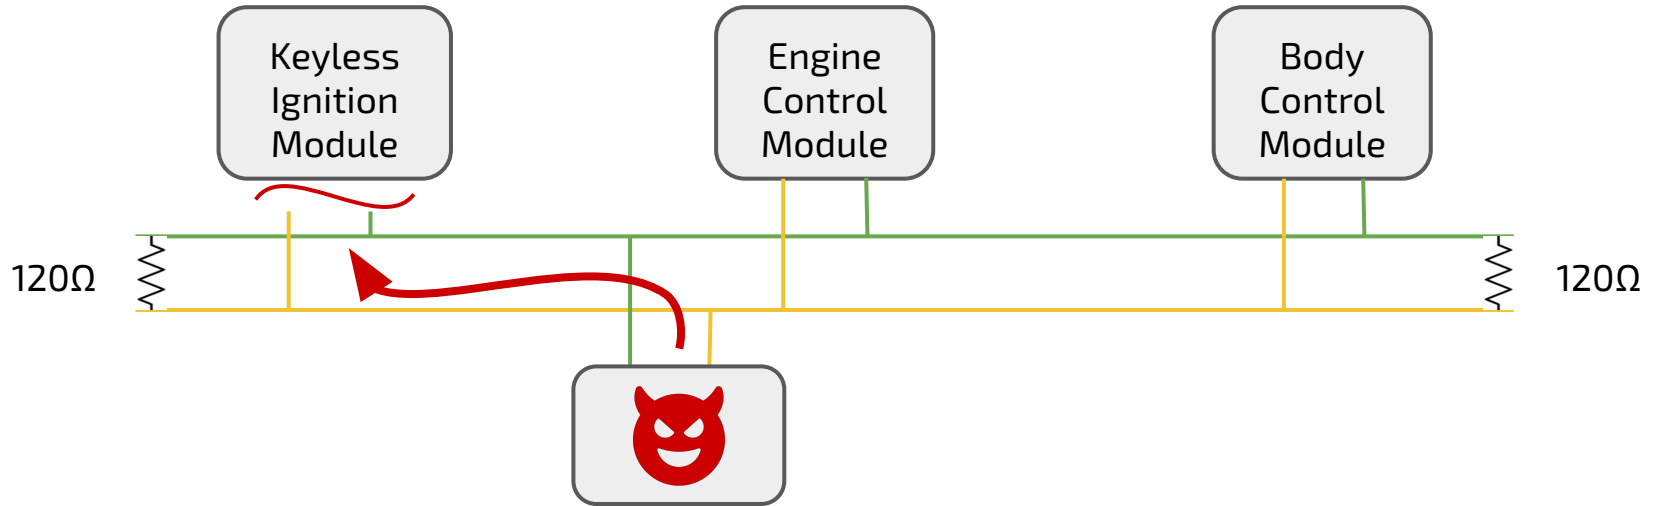 Keyless
Ignition
Module
Engine
Control
Module
Body
Control
Module
120Ω
120Ω